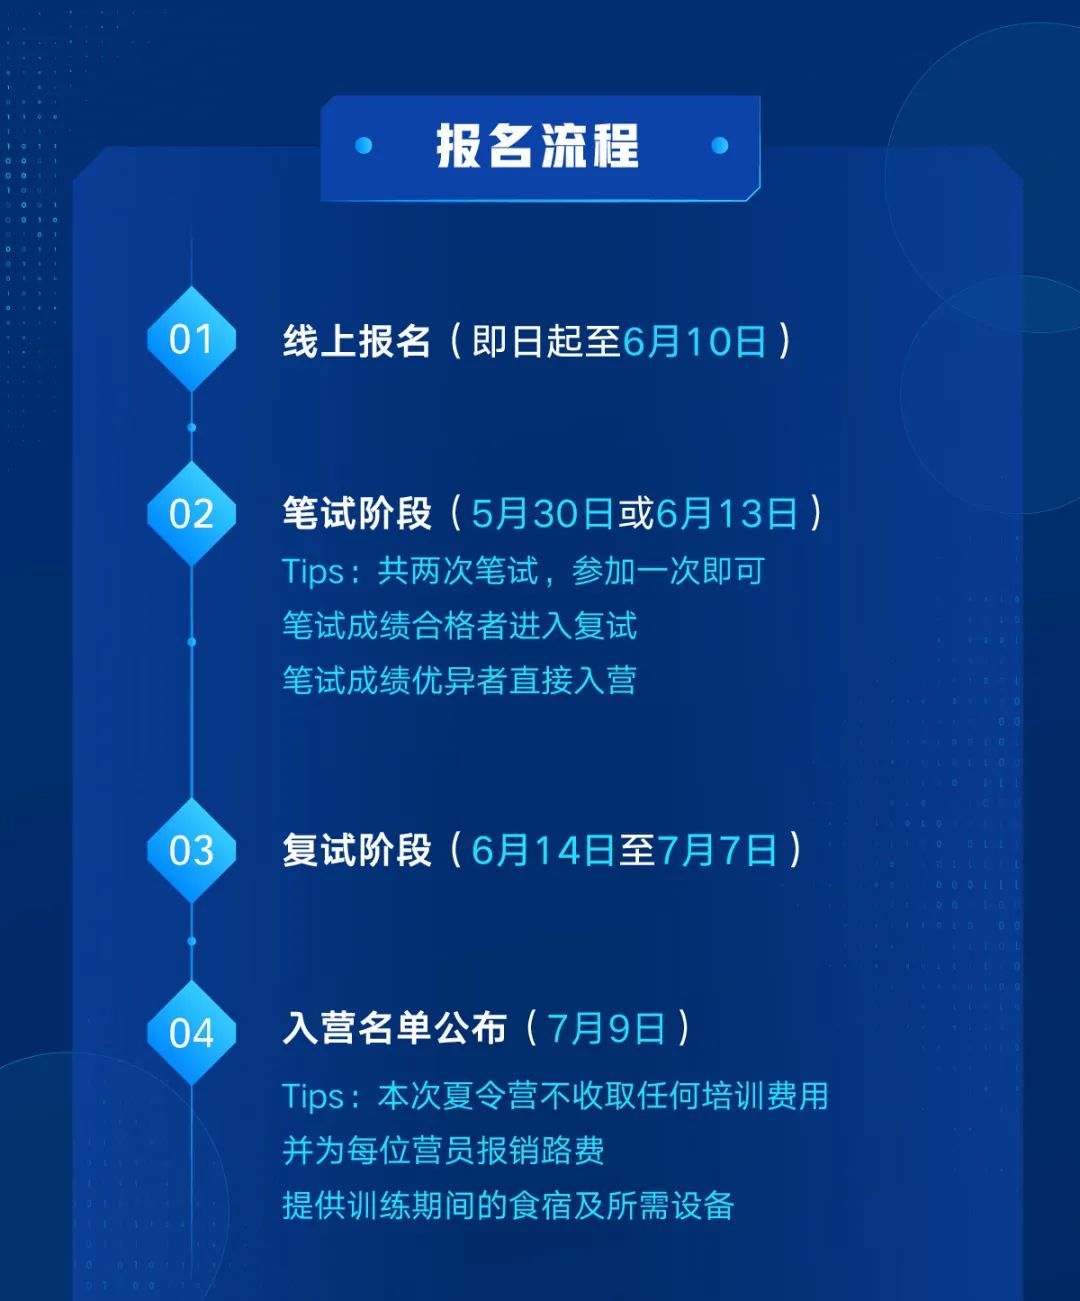 报名流程
01
线上报名（即日起至6月10日）
02
笔试阶段（5月30日或6月13日）
Tips：共两次笔试，参加一次即可
笔试成绩合格者进入复试
笔试成绩优异者直接入营
03
复试阶段（6月14日至7月7日）
04
入营名单公布（7月9日）
Tips：本次夏令营不收取任何培训费用
并为每位营员报销路费
提供训练期间的食宿及所需设备